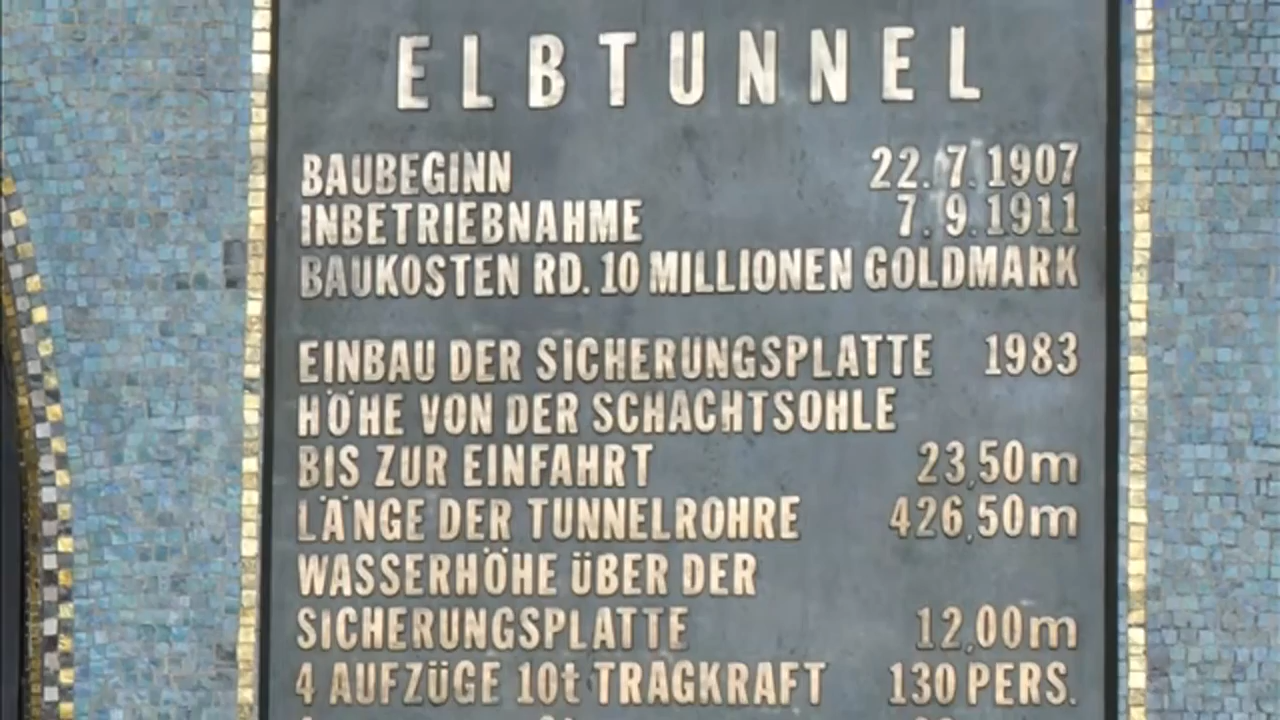 ELBTUNNEL
BAUBEGINN 22.7.1907
INBETRIEBNAHME 7.9.1911
BAUKOSTEN RD. 10 MILLIONEN GOLDMARK
EINBAU DER SICHERUNGSPLATTE 1983
HÖHE VON DER SCHACHTSOHLE
BIS ZUR EINFAHRT 23,50m
LÄNGE DER TUNNELROHRE 426,50m
WASSERHÖHE ÜBER DER
SICHERUNGSPLATTE 12,00m
4 AUFZÜGE 10t TRAGKRAFT 130 PERS.